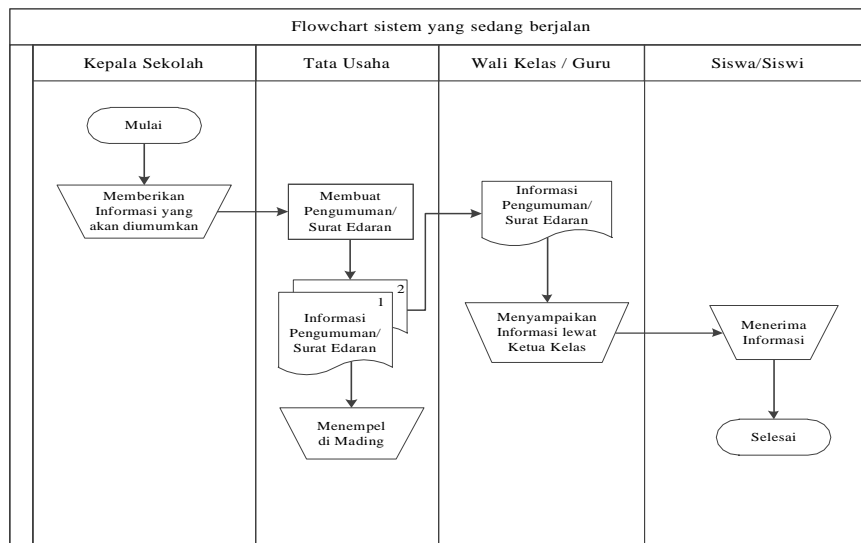 Flowchart sistem yang sedang berjalan
Kepala Sekolah
Tata Usaha
Wali Kelas / Guru
Siswa/Siswi
Mulai
Memberikan
Informasi yang
akan diumumkan
Membuat
Pengumuman/
Surat Edaran
Informasi
Pengumuman/
Surat Edaran
2
1
Informasi
Pengumuman/
Surat Edaran
Menyampaikan
Informasi lewat
Ketua Kelas
Menerima
Informasi
Menempel
di Mading
Selesai